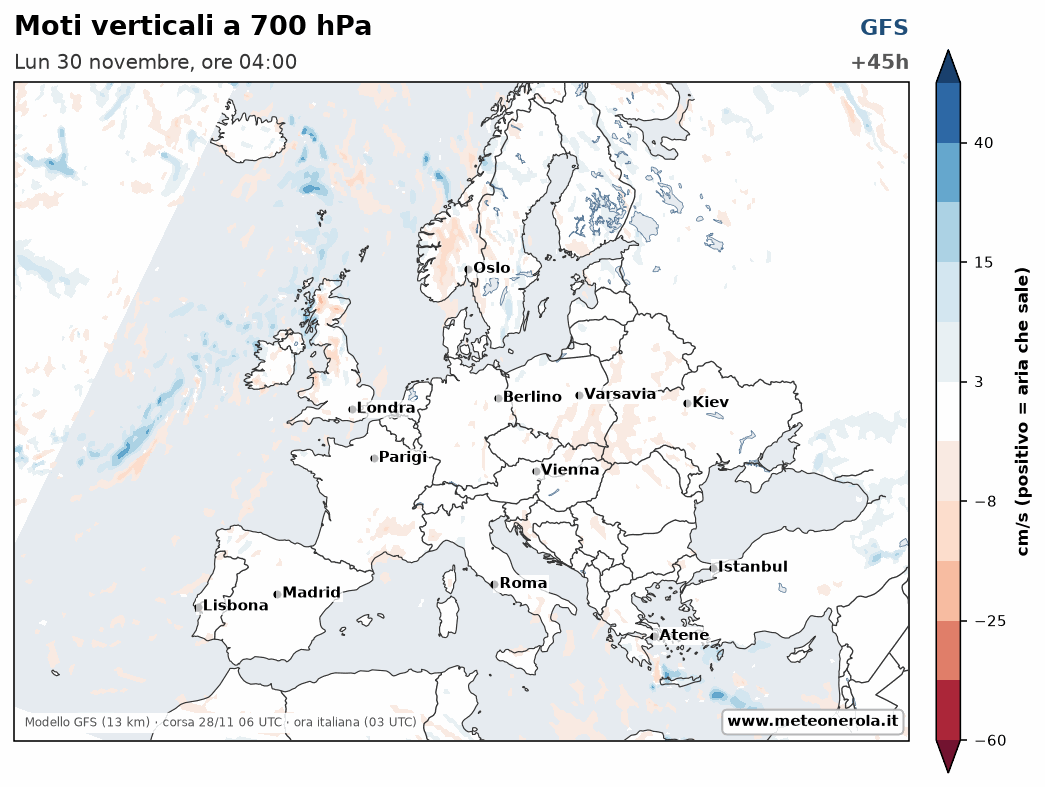 Moti verticali a 700 hPa
GFS
Lun 30 novembre, ore 04:00
+45h
40
15
3
−8
−25
−60
cm/s (positivo = aria che sale)
Oslo
Berlino
Varsavia
Kiev
Londra
Parigi
Vienna
Istanbul
Roma
Madrid
Lisbona
Atene
Modello GFS (13 km) · corsa 28/11 06 UTC · ora italiana (03 UTC)
www.meteonerola.it